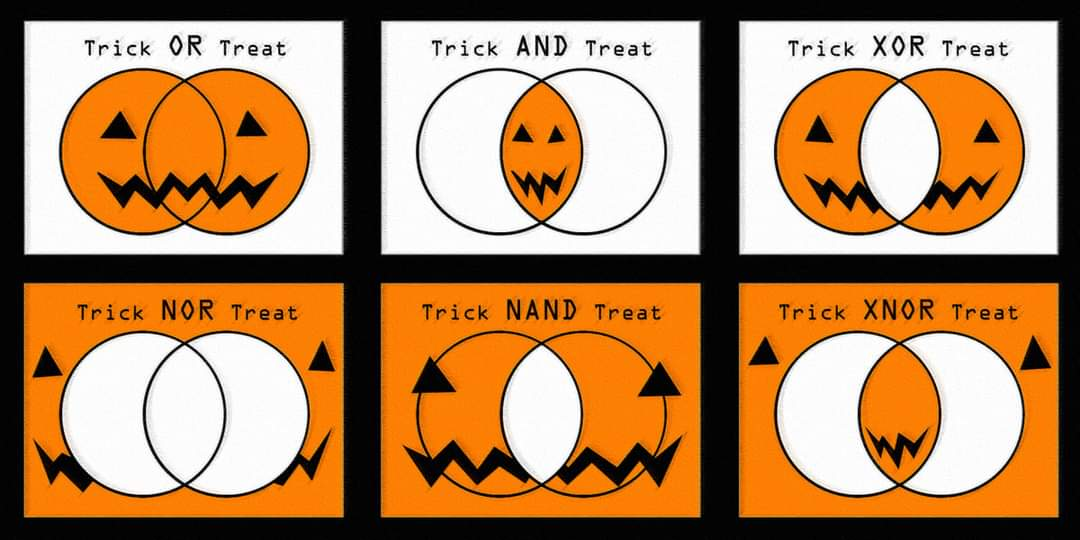 Trick OR Treat
Trick AND Treat
Trick XOR Treat
Trick NOR Treat
Trick NAND Treat
Trick XNOR Treat